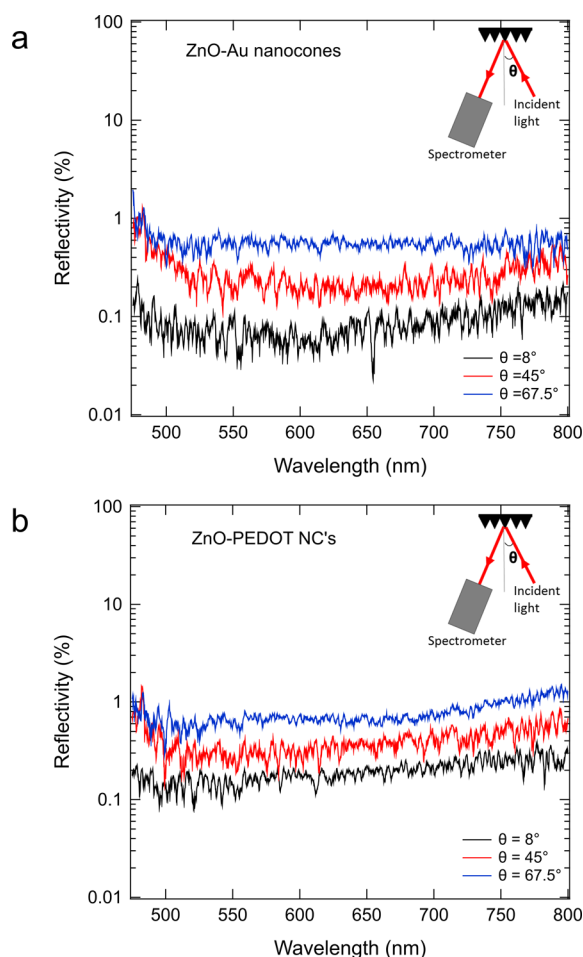 a
ZnO-Au nanocones
θ
Incident
light
Spectrometer
100
10
1
0.1
0.01
Reflectivity (%)
θ =8°
θ =45°
θ =67.5°
500 550 600 650 700 750 800
Wavelength (nm)
b
ZnO-PEDOT NC's
θ
Incident
light
Spectrometer
100
10
1
0.1
0.01
Reflectivity (%)
θ = 8°
θ = 45°
θ = 67.5°
500 550 600 650 700 750 800
Wavelength (nm)